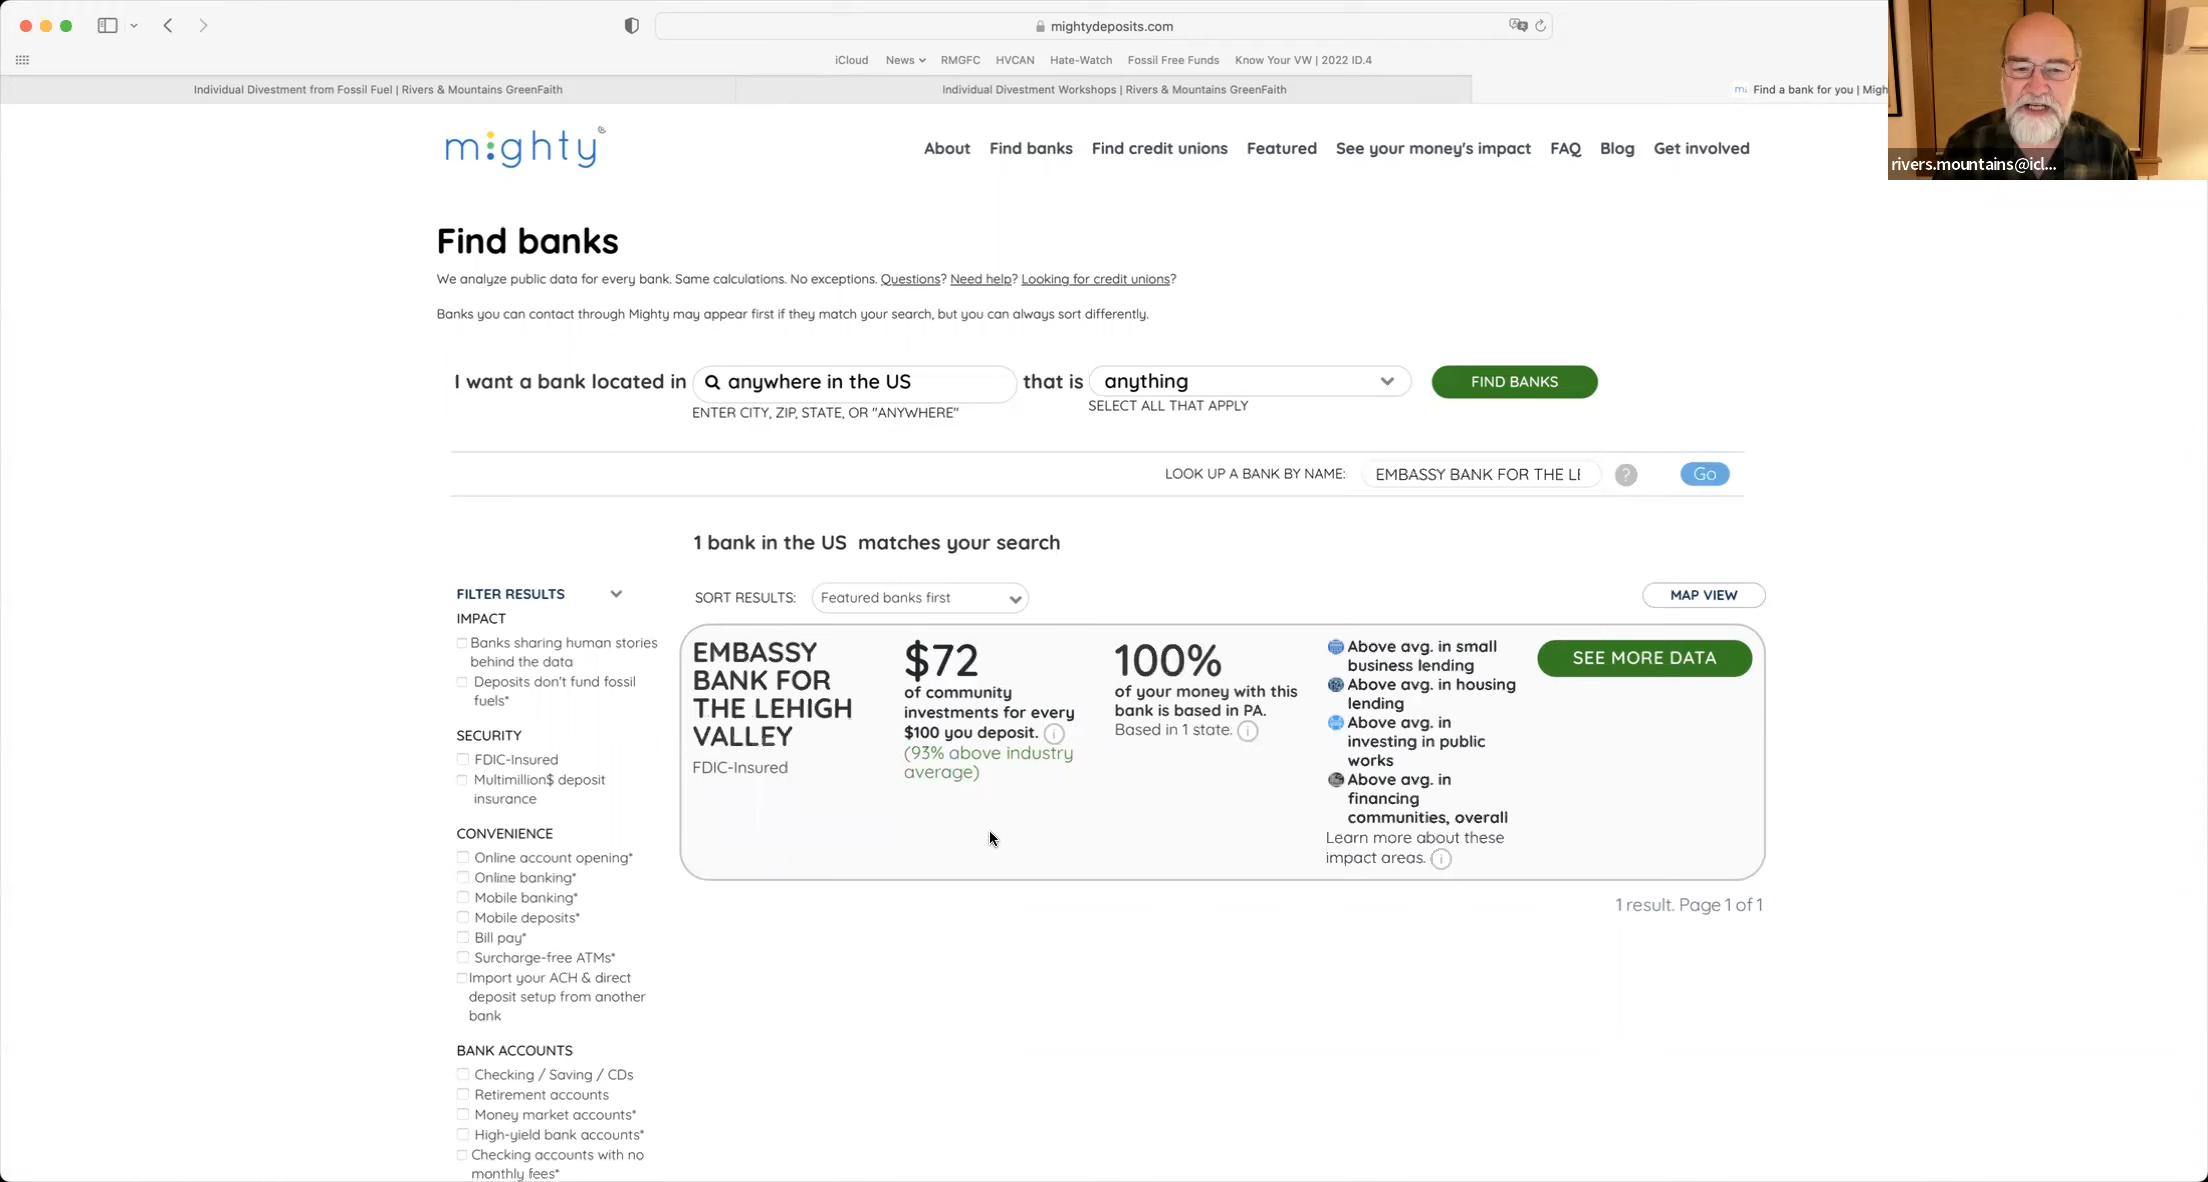 mightydeposits.com
iCloud News RMGFC HVCAN Hate-Watch Fossil Free Funds Know Your VW | 2022 ID.4
Individual Divestment from Fossil Fuel | Rivers & Mountains GreenFaith
Individual Divestment Workshops | Rivers & Mountains GreenFaith
Find a bank for you | Migh
rivers.mountains@icl...
mighty
About Find banks Find credit unions Featured See your money's impact FAQ Blog Get involved
Find banks
We analyze public data for every bank. Same calculations. No exceptions. Questions? Need help? Looking for credit unions?
Banks you can contact through Mighty may appear first if they match your search, but you can always sort differently.
I want a bank located in anywhere in the US that is anything FIND BANKS
ENTER CITY, ZIP, STATE, OR "ANYWHERE" SELECT ALL THAT APPLY
LOOK UP A BANK BY NAME: EMBASSY BANK FOR THE LE ? Go
1 bank in the US matches your search
FILTER RESULTS
IMPACT
Banks sharing human stories
behind the data
Deposits don't fund fossil
fuels*
SECURITY
FDIC-Insured
Multimillion$ deposit
insurance
CONVENIENCE
Online account opening*
Online banking*
Mobile banking*
Mobile deposits*
Bill pay*
Surcharge-free ATMs*
Import your ACH & direct
deposit setup from another
bank
BANK ACCOUNTS
Checking / Saving / CDs
Retirement accounts
Money market accounts*
High-yield bank accounts*
Checking accounts with no
monthly fees*
SORT RESULTS: Featured banks first MAP VIEW
EMBASSY
BANK FOR
THE LEHIGH
VALLEY
FDIC-Insured
$72
of community
investments for every
$100 you deposit.
(93% above industry
average)
100%
of your money with this
bank is based in PA.
Based in 1 state.
Above avg. in small
business lending
Above avg. in housing
lending
Above avg. in
investing in public
works
Above avg. in
financing
communities, overall
Learn more about these
impact areas.
SEE MORE DATA
1 result. Page 1 of 1